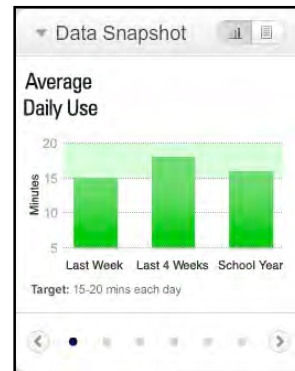 Data Snapshot
Average
Daily Use
20
15
10
5
Minutes
Last Week Last 4 Weeks School Year
Target: 15-20 mins each day